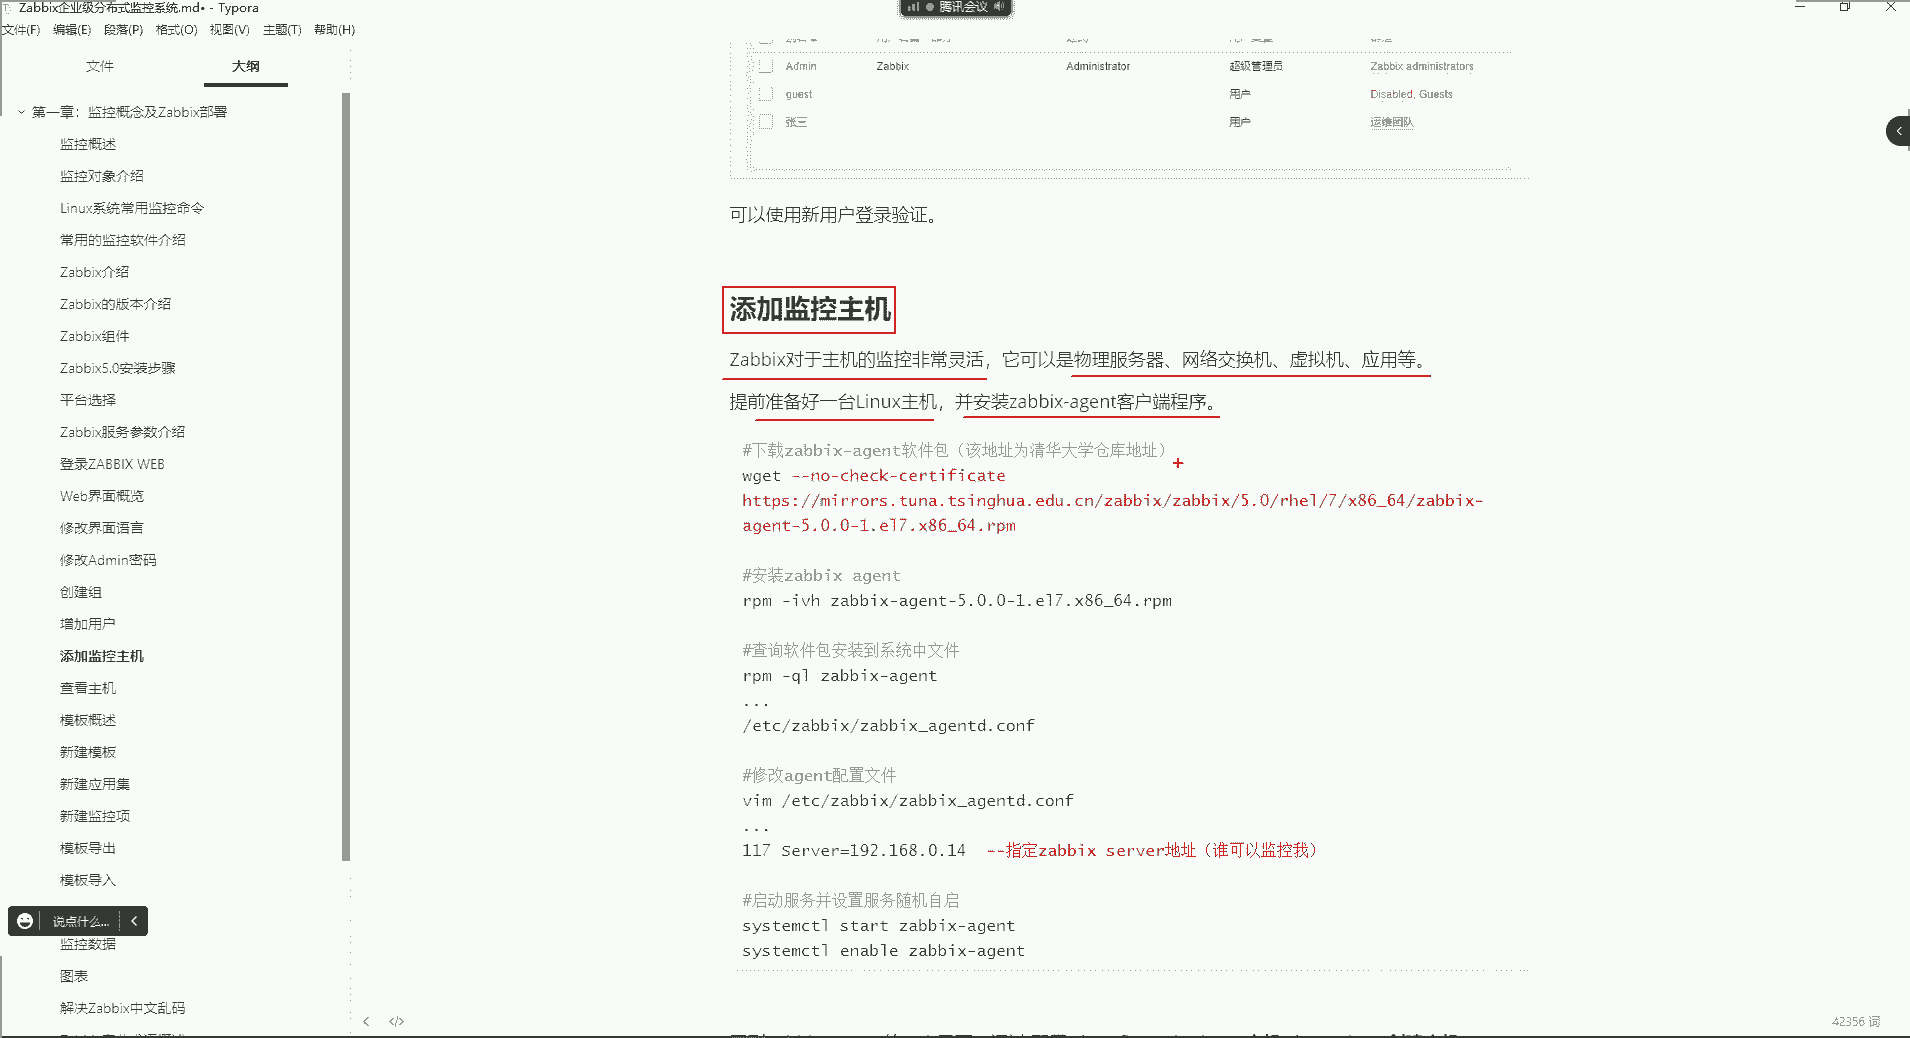 Zabbix企业级分布式监控系统.md• - Typora
腾讯会议
文件(F) 编辑(E) 段落(P) 格式(O) 视图(V) 主题(T) 帮助(H)
文件 大纲
第一章：监控概念及Zabbix部署
监控概述
监控对象介绍
Linux系统常用监控命令
常用的监控软件介绍
Zabbix介绍
Zabbix的版本介绍
Zabbix组件
Zabbix5.0安装步骤
平台选择
Zabbix服务参数介绍
登录ZABBIX WEB
Web界面概览
修改界面语言
修改Admin密码
创建组
增加用户
添加监控主机
查看主机
模板概述
新建模板
新建应用集
新建监控项
模板导出
模板导入
说点什么...
监控数据
图表
解决Zabbix中文乱码
Admin Zabbix Administrator 超级管理员 Zabbix administrators
guest 用户 Disabled, Guests
张三 用户 运维团队
可以使用新用户登录验证。
添加监控主机
Zabbix对于主机的监控非常灵活，它可以是物理服务器、网络交换机、虚拟机、应用等。
提前准备好一台Linux主机，并安装zabbix-agent客户端程序。
#下载zabbix-agent软件包（该地址为清华大学仓库地址）
wget --no-check-certificate
https://mirrors.tuna.tsinghua.edu.cn/zabbix/zabbix/5.0/rhel/7/x86_64/zabbix-
agent-5.0.0-1.el7.x86_64.rpm
#安装zabbix agent
rpm -ivh zabbix-agent-5.0.0-1.el7.x86_64.rpm
#查询软件包安装到系统中文件
rpm -ql zabbix-agent
...
/etc/zabbix/zabbix_agentd.conf
#修改agent配置文件
vim /etc/zabbix/zabbix_agentd.conf
...
117 Server=192.168.0.14 --指定zabbix server地址（谁可以监控我）
#启动服务并设置服务随机自启
systemctl start zabbix-agent
systemctl enable zabbix-agent
42356 词